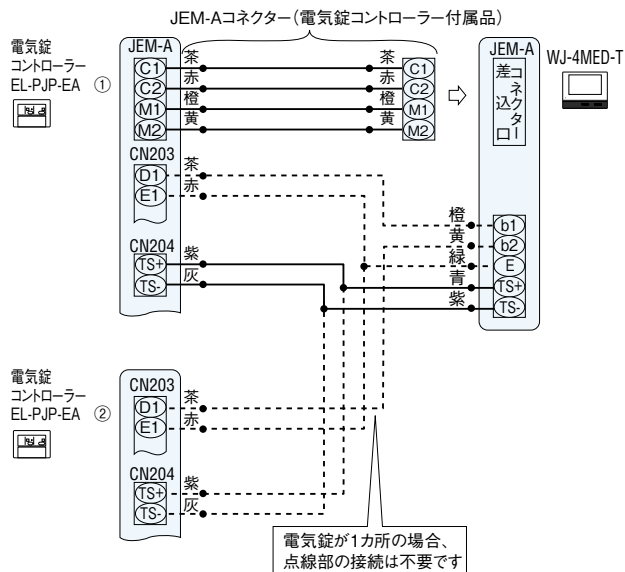 JEM-Aコネクター(電気錠コントローラー付属品)
電気錠
コントローラー
EL-PJP-EA ①
JEM-A
C1 茶 茶 C1
C2 赤 赤 C2
M1 橙 橙 M1
M2 黄 黄 M2
JEM-A
コネクター
差込口
WJ-4MED-T
CN203
D1 茶
E1 赤
CN204
TS+ 紫
TS- 灰
橙 b1
黄 b2
緑 E
青 TS+
紫 TS-
電気錠
コントローラー
EL-PJP-EA ②
CN203
D1 茶
E1 赤
CN204
TS+ 紫
TS- 灰
電気錠が1カ所の場合、
点線部の接続は不要です